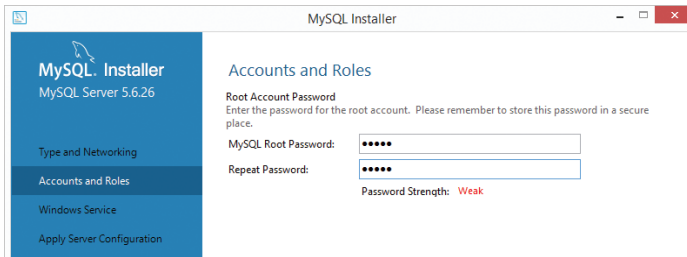 MySQL Installer
MySQL. Installer
MySQL Server 5.6.26
Type and Networking
Accounts and Roles
Windows Service
Apply Server Configuration
Accounts and Roles
Root Account Password
Enter the password for the root account. Please remember to store this password in a secure
place.
MySQL Root Password: •••••
Repeat Password: •••••
Password Strength: Weak